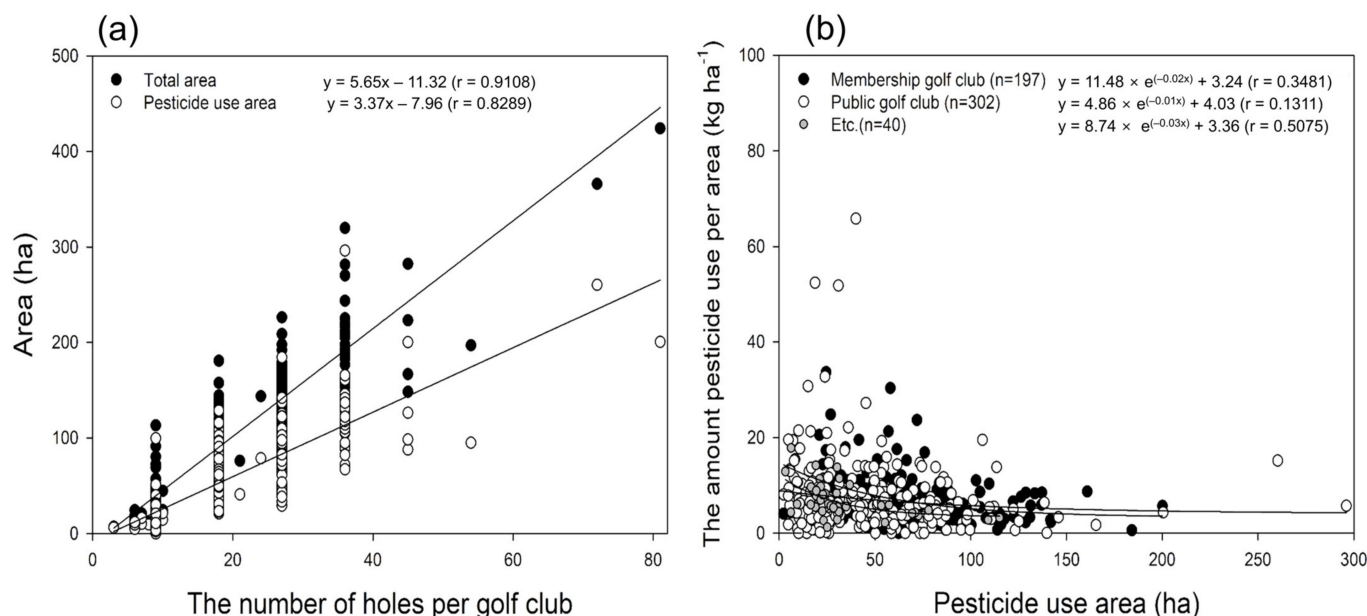 (a)
500
400
300
200
100
0
Area (ha)
Total area y = 5.65x – 11.32 (r = 0.9108)
Pesticide use area y = 3.37x – 7.96 (r = 0.8289)
0 20 40 60 80
The number of holes per golf club
(b)
100
80
60
40
20
0
The amount pesticide use per area (kg ha⁻¹)
Membership golf club (n=197) y = 11.48 × e^(–0.02x) + 3.24 (r = 0.3481)
Public golf club (n=302) y = 4.86 × e^(–0.01x) + 4.03 (r = 0.1311)
Etc.(n=40) y = 8.74 × e^(–0.03x) + 3.36 (r = 0.5075)
0 50 100 150 200 250 300
Pesticide use area (ha)